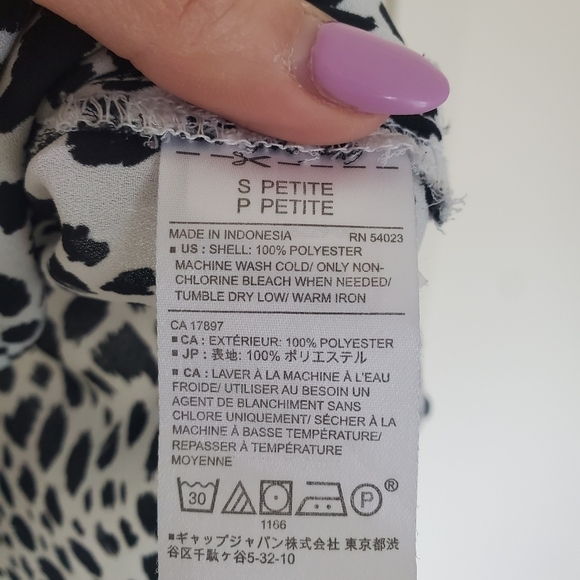 S PETITE
P PETITE
MADE IN INDONESIA RN 54023
▪ US : SHELL: 100% POLYESTER
MACHINE WASH COLD/ ONLY NON-
CHLORINE BLEACH WHEN NEEDED/
TUMBLE DRY LOW/ WARM IRON
CA 17897
▪ CA : EXTÉRIEUR: 100% POLYESTER
▪ JP : 表地: 100% ポリエステル
▪ CA : LAVER À LA MACHINE À L'EAU
FROIDE/ UTILISER AU BESOIN UN
AGENT DE BLANCHIMENT SANS
CHLORE UNIQUEMENT/ SÉCHER À LA
MACHINE À BASSE TEMPÉRATURE/
REPASSER À TEMPÉRATURE
MOYENNE
30 P ®
1166
▪ギャップジャパン株式会社 東京都渋
谷区千駄ヶ谷5-32-10